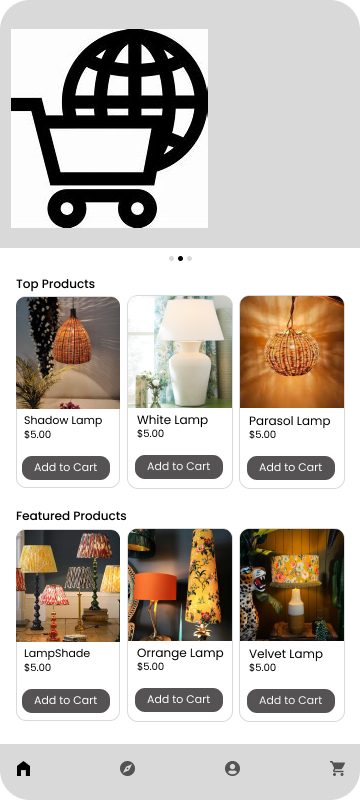 Top Products
Shadow Lamp
$5.00
Add to Cart
White Lamp
$5.00
Add to Cart
Parasol Lamp
$5.00
Add to Cart
Featured Products
LampShade
$5.00
Add to Cart
Orrange Lamp
$5.00
Add to Cart
Velvet Lamp
$5.00
Add to Cart